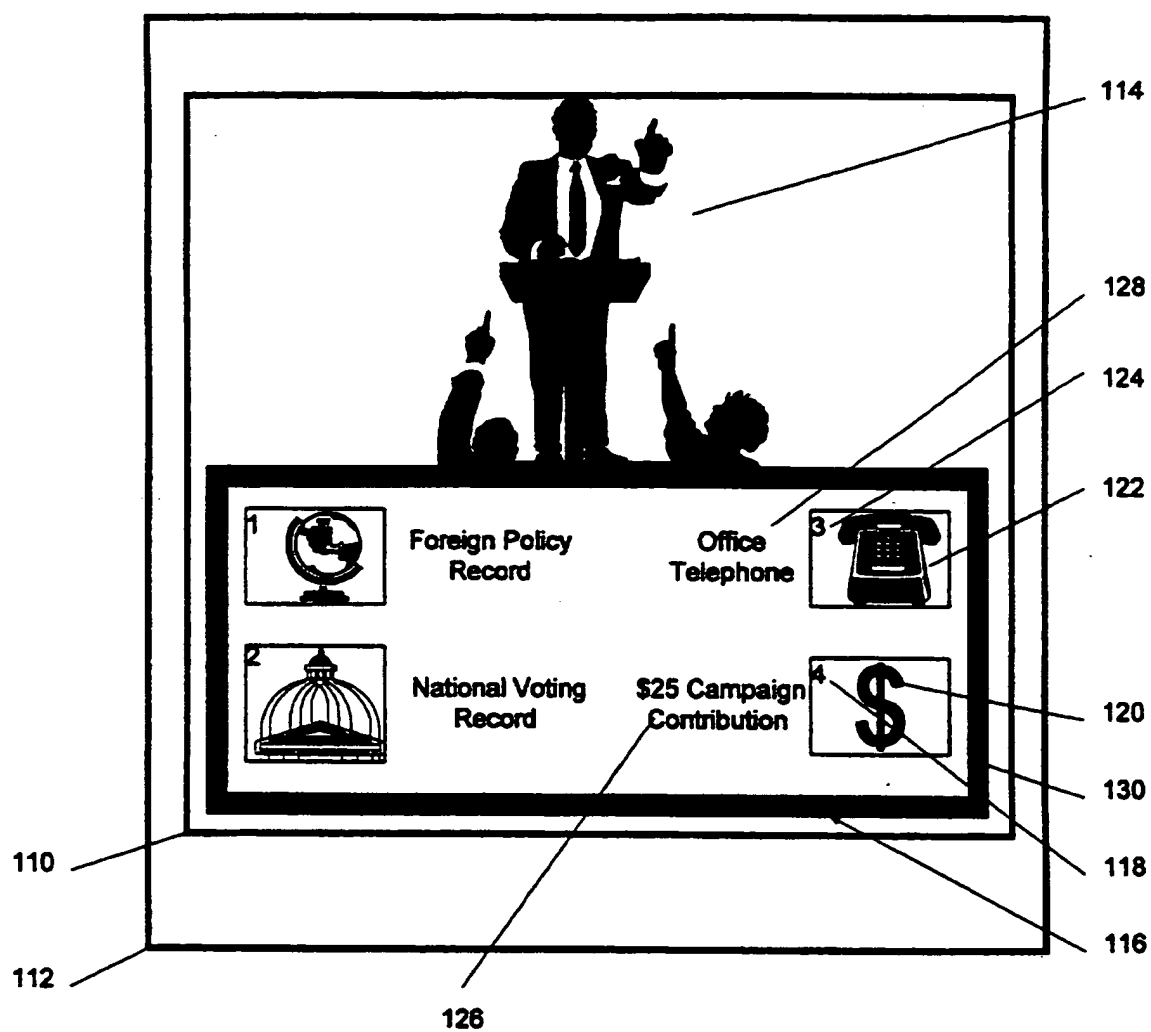 114
128
124
122
1
Foreign Policy
Record
Office
Telephone
3
2
National Voting
Record
$25 Campaign
Contribution
4
120
130
118
116
110
112
126